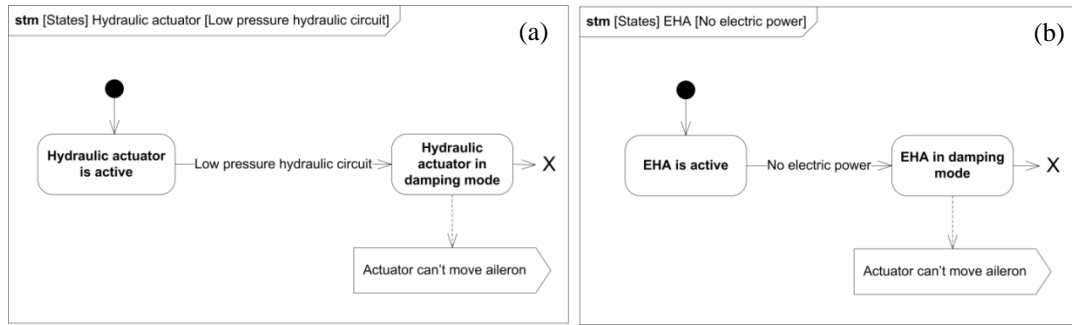 stm [States] Hydraulic actuator [Low pressure hydraulic circuit]
(a)
Hydraulic actuator
is active
Low pressure hydraulic circuit
Hydraulic
actuator in
damping mode
X
Actuator can't move aileron
stm [States] EHA [No electric power]
(b)
EHA is active
No electric power
EHA in damping
mode
X
Actuator can't move aileron